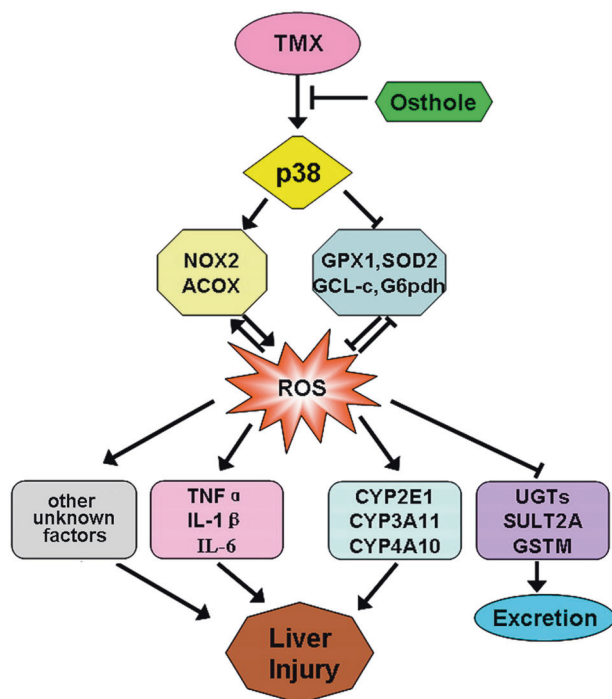 TMX
Osthole
p38
NOX2
ACOX
GPX1,SOD2
GCL-c,G6pdh
ROS
other
unknown
factors
TNF α
IL-1 β
IL-6
CYP2E1
CYP3A11
CYP4A10
UGTs
SULT2A
GSTM
Liver
Injury
Excretion